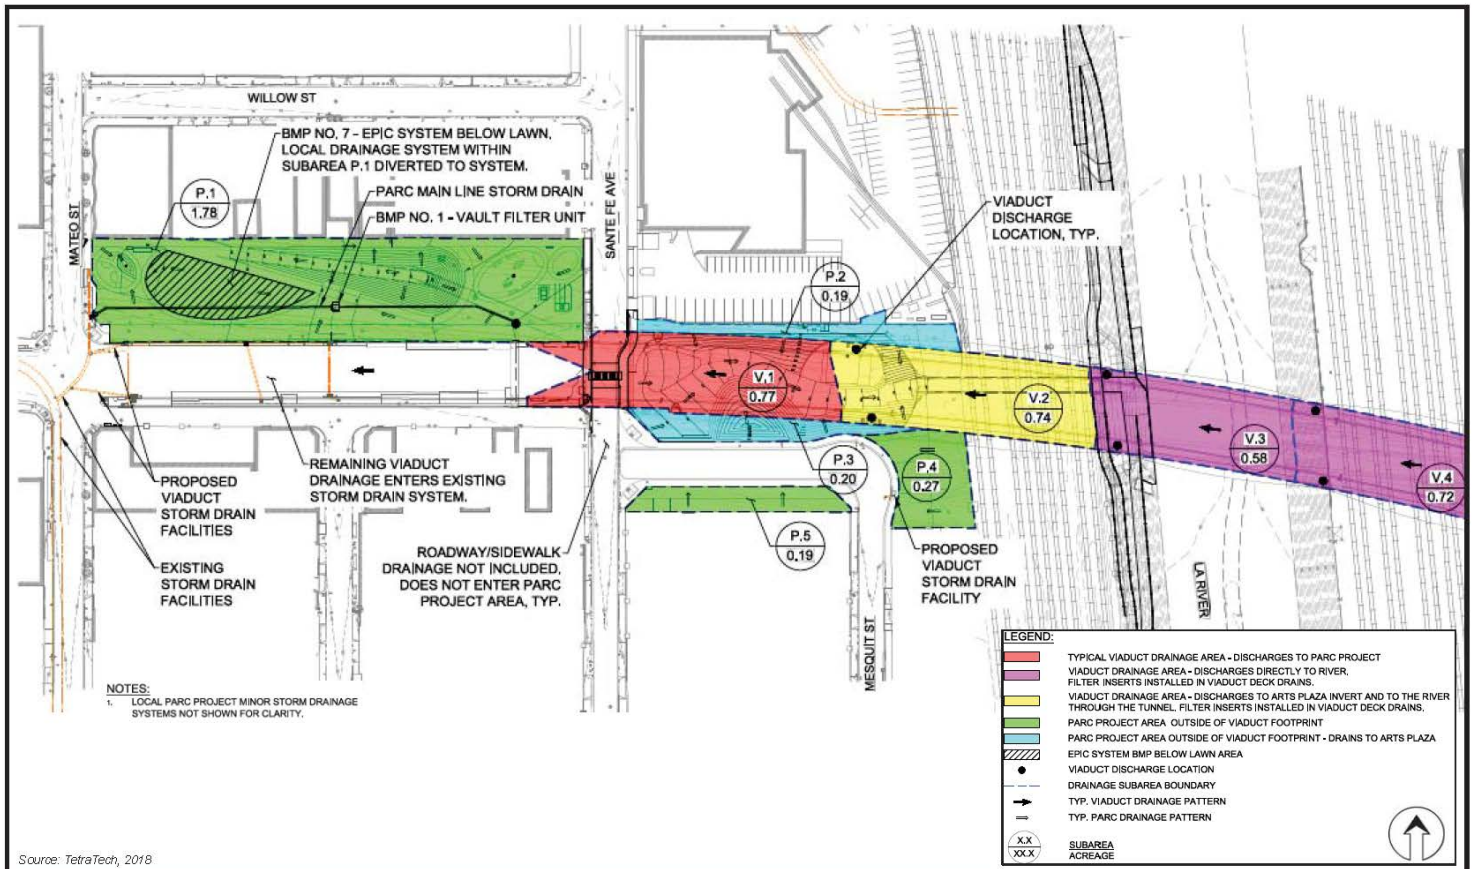 WILLOW ST
BMP NO. 7 - EPIC SYSTEM BELOW LAWN,
LOCAL DRAINAGE SYSTEM WITHIN
SUBAREA P.1 DIVERTED TO SYSTEM.
P.1
1.78
PARC MAIN LINE STORM DRAIN
BMP NO. 1 - VAULT FILTER UNIT
MATEO ST
SANTE FE AVE
VIADUCT
DISCHARGE
LOCATION, TYP.
P.2
0.19
V.1
0.77
V.2
0.74
V.3
0.58
V.4
0.72
P.3
0.20
P.4
0.27
P.5
0.19
REMAINING VIADUCT
DRAINAGE ENTERS EXISTING
STORM DRAIN SYSTEM.
PROPOSED
VIADUCT
STORM DRAIN
FACILITIES
EXISTING
STORM DRAIN
FACILITIES
ROADWAY/SIDEWALK
DRAINAGE NOT INCLUDED,
DOES NOT ENTER PARC
PROJECT AREA, TYP.
PROPOSED
VIADUCT
STORM DRAIN
FACILITY
MESQUIT ST
LA RIVER
NOTES:
1. LOCAL PARC PROJECT MINOR STORM DRAINAGE
SYSTEMS NOT SHOWN FOR CLARITY.
LEGEND:
TYPICAL VIADUCT DRAINAGE AREA - DISCHARGES TO PARC PROJECT
VIADUCT DRAINAGE AREA - DISCHARGES DIRECTLY TO RIVER,
FILTER INSERTS INSTALLED IN VIADUCT DECK DRAINS.
VIADUCT DRAINAGE AREA - DISCHARGES TO ARTS PLAZA INVERT AND TO THE RIVER
THROUGH THE TUNNEL. FILTER INSERTS INSTALLED IN VIADUCT DECK DRAINS.
PARC PROJECT AREA OUTSIDE OF VIADUCT FOOTPRINT
PARC PROJECT AREA OUTSIDE OF VIADUCT FOOTPRINT - DRAINS TO ARTS PLAZA
EPIC SYSTEM BMP BELOW LAWN AREA
VIADUCT DISCHARGE LOCATION
DRAINAGE SUBAREA BOUNDARY
TYP. VIADUCT DRAINAGE PATTERN
TYP. PARC DRAINAGE PATTERN
X.X
XX.X
SUBAREA
ACREAGE
Source: TetraTech, 2018